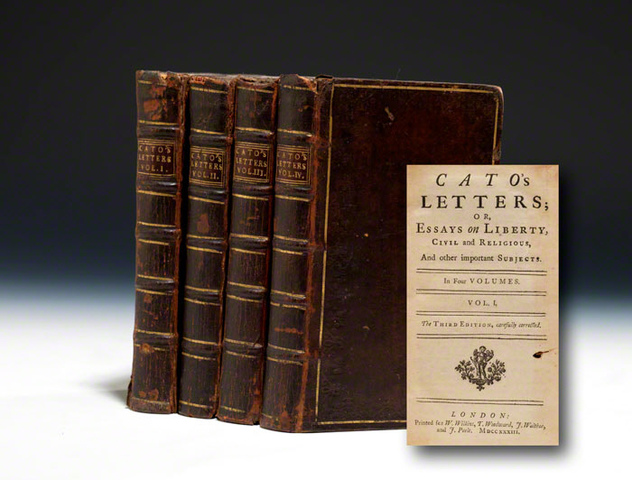 CATO'S
LETTERS
VOL.I.
CATO'S
LETTERS
VOL.II.
CATO'S
LETTERS
VOL.III.
CATO'S
LETTERS
VOL.IV.
CATO's
LETTERS;
OR,
ESSAYS on LIBERTY,
CIVIL and RELIGIOUS,
And other important SUBJECTS.
In Four VOLUMES.
VOL. I.
The THIRD EDITION, carefully corrected.
LONDON:
Printed for W. Wilkins, T. Woodward, J. Walthoe,
and J. Peele. MDCCXXXIII.